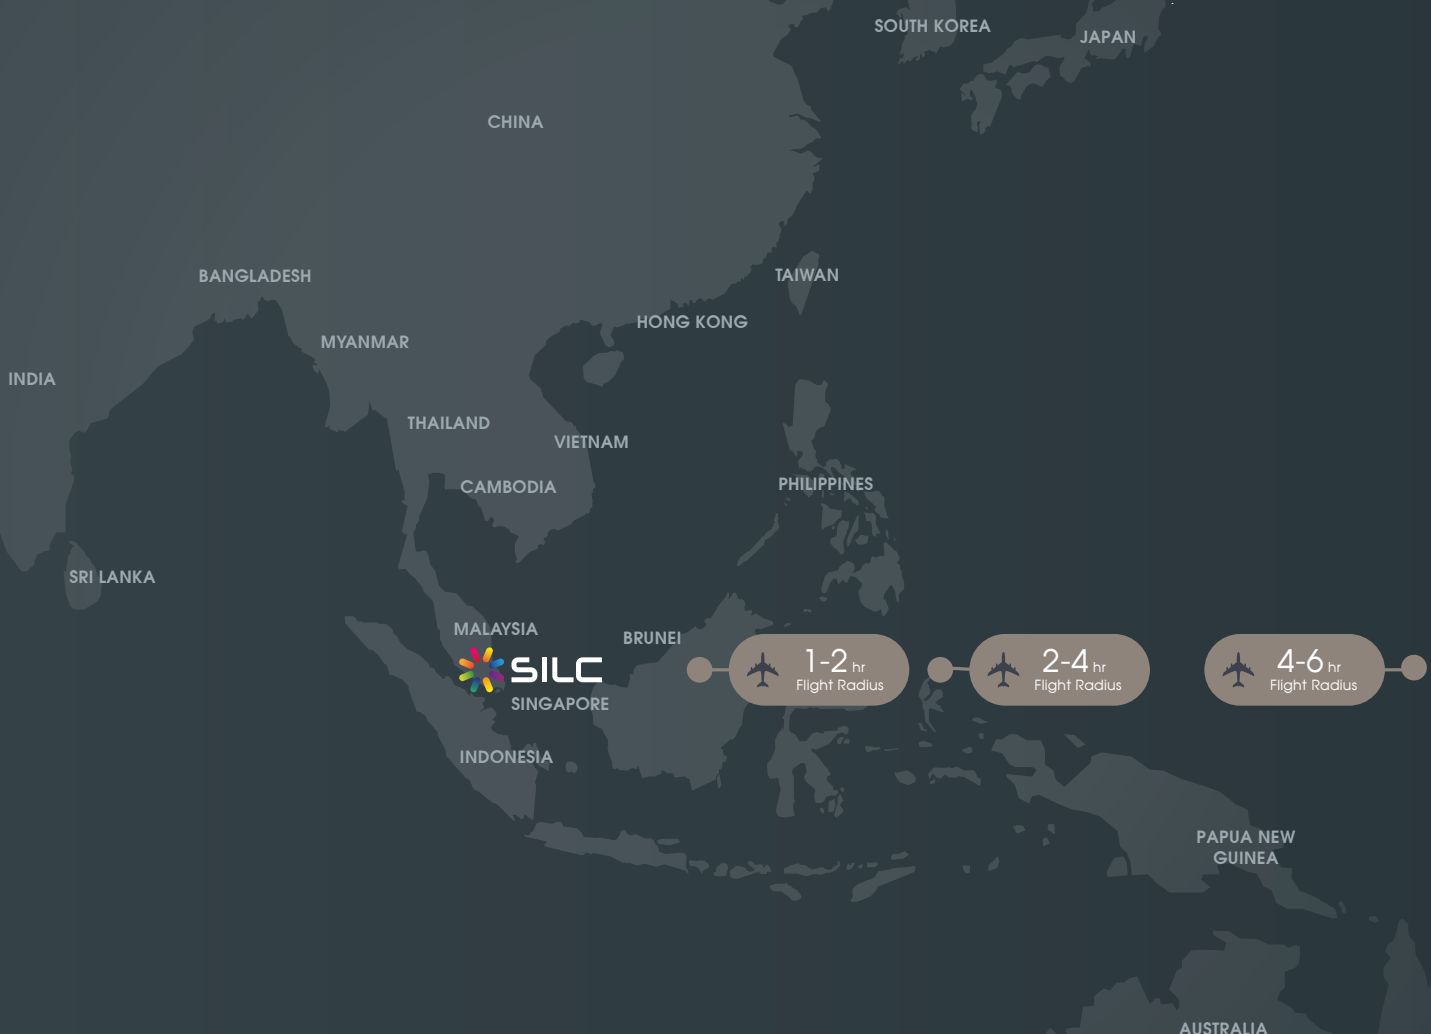 SOUTH KOREA
JAPAN
CHINA
BANGLADESH
TAIWAN
HONG KONG
MYANMAR
INDIA
THAILAND
VIETNAM
CAMBODIA
PHILIPPINES
SRI LANKA
MALAYSIA
BRUNEI
SILC
1-2 hr
Flight Radius
2-4 hr
Flight Radius
4-6 hr
Flight Radius
SINGAPORE
INDONESIA
PAPUA NEW
GUINEA
AUSTRALIA